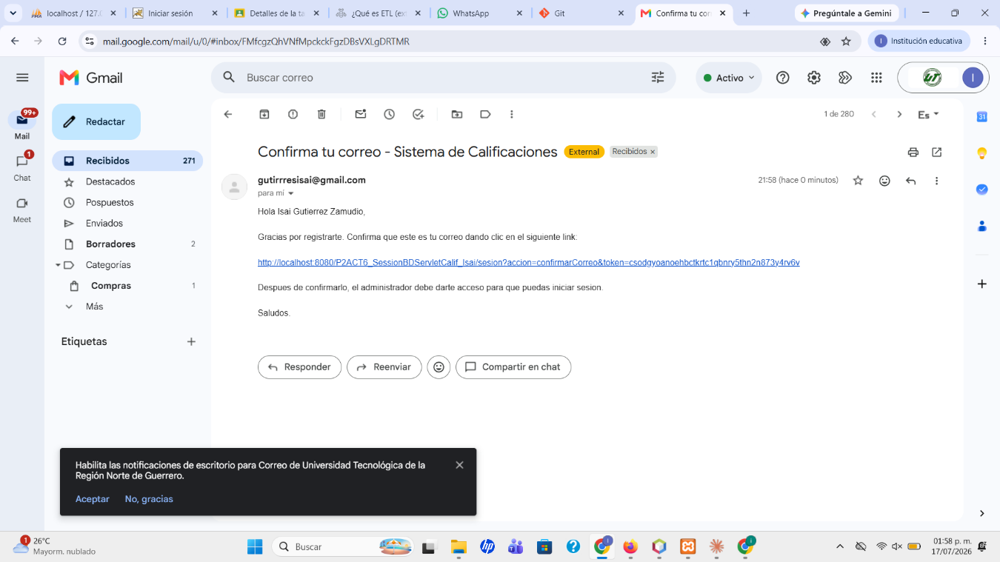 localhost / 127.0
Iniciar sesión
Detalles de la ta
¿Qué es ETL (ext
WhatsApp
Git
Confirma tu cor
Pregúntale a Gemini
mail.google.com/mail/u/0/#inbox/FMfcgzQhVNfMpckckFgzDBsVXLgDRTMR
Institución educativa
Gmail
Buscar correo
Activo
99+
Mail
1
Chat
Meet
Redactar
Recibidos 271
Destacados
Pospuestos
Enviados
Borradores 2
Categorías
Compras 1
Más
Etiquetas
1 de 280
Es
Confirma tu correo - Sistema de Calificaciones External Recibidos ×
gutirrresisai@gmail.com 21:58 (hace 0 minutos)
para mí
Hola Isai Gutierrez Zamudio,
Gracias por registrarte. Confirma que este es tu correo dando clic en el siguiente link:
http://localhost:8080/P2ACT6_SessionBDServletCalif_Isai/sesion?accion=confirmarCorreo&token=csodgyoanoehbctkrtc1qbnry5thn2n873y4rv6v
Despues de confirmarlo, el administrador debe darte acceso para que puedas iniciar sesion.
Saludos.
Responder
Reenviar
Compartir en chat
Habilita las notificaciones de escritorio para Correo de Universidad Tecnológica de la
Región Norte de Guerrero.
Aceptar No, gracias
31
1
26°C
Mayorm. nublado
Buscar
01:58 p. m.
17/07/2026